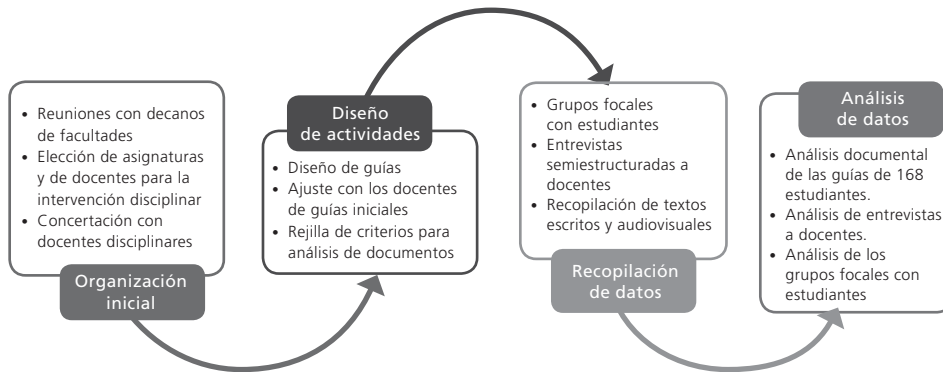 • Reuniones con decanos
de facultades
• Elección de asignaturas
y de docentes para la
intervención disciplinar
• Concertación con
docentes disciplinares
Organización
inicial
Diseño
de actividades
• Diseño de guías
• Ajuste con los docentes
de guías iniciales
• Rejilla de criterios para
análisis de documentos
• Grupos focales
con estudiantes
• Entrevistas
semiestructuradas a
docentes
• Recopilación de textos
escritos y audiovisuales
Recopilación
de datos
Análisis
de datos
• Análisis documental
de las guías de 168
estudiantes.
• Análisis de entrevistas
a docentes.
• Análisis de los
grupos focales con
estudiantes